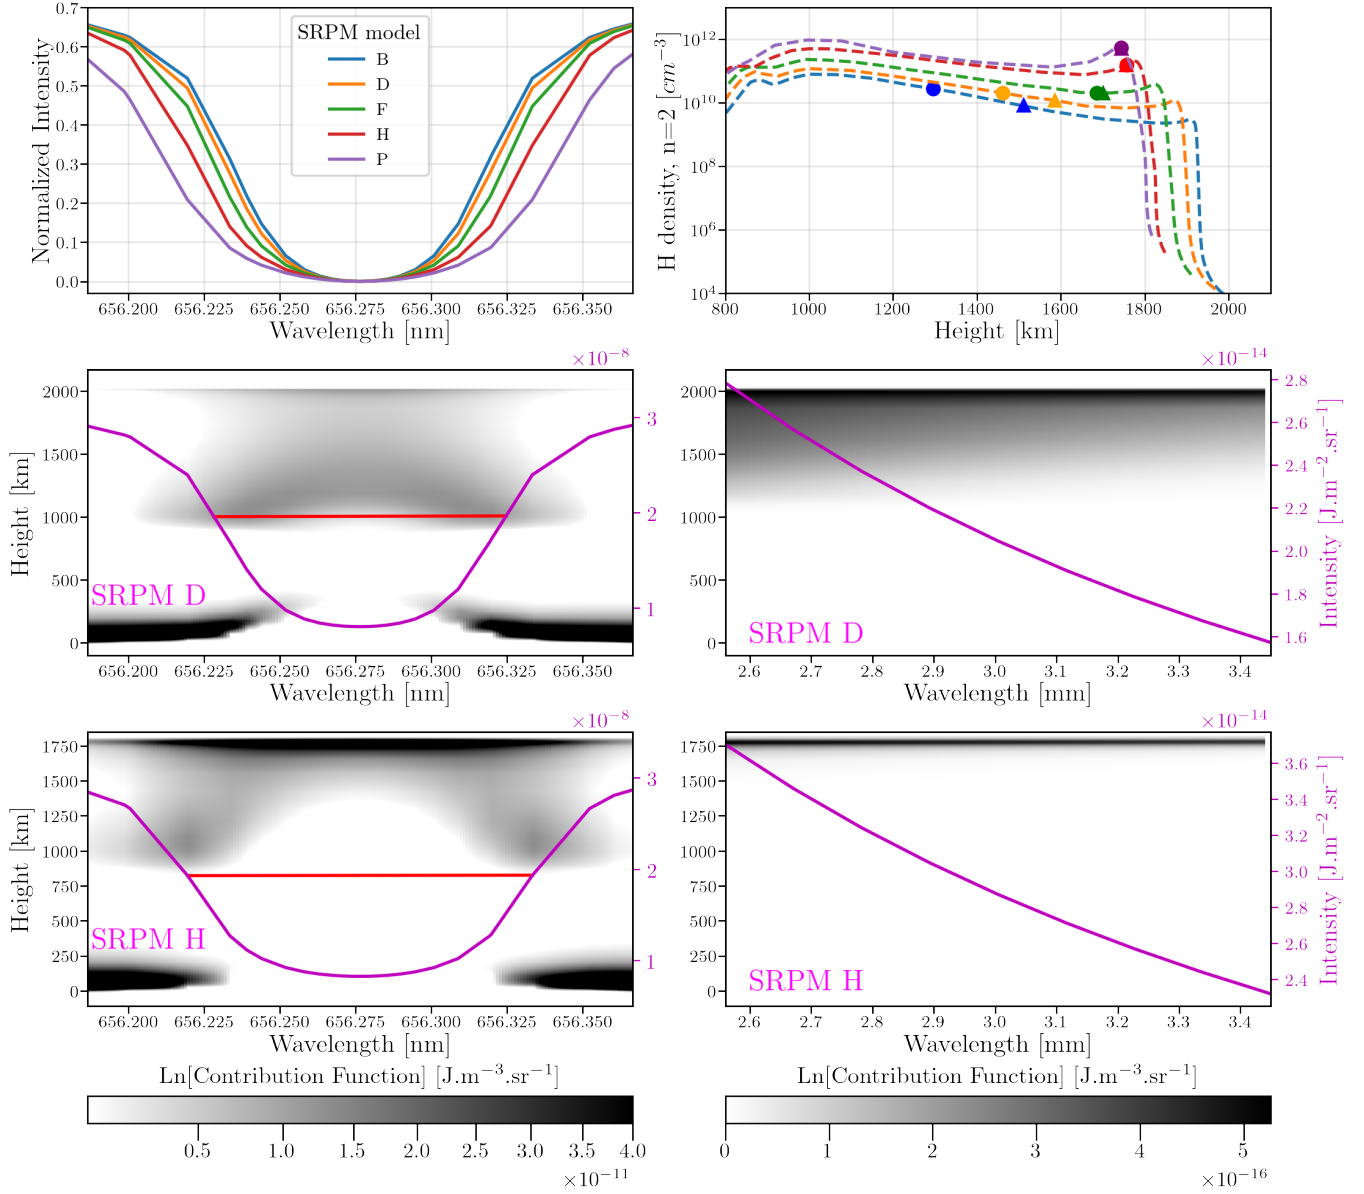 0.7
0.6
0.5
0.4
0.3
0.2
0.1
0.0
Normalized Intensity
SRPM model
B
D
F
H
P
656.200 656.225 656.250 656.275 656.300 656.325 656.350
Wavelength [nm]
H density, n=2 [cm⁻³]
10¹²
10¹⁰
10⁸
10⁶
10⁴
800 1000 1200 1400 1600 1800 2000
Height [km]
×10⁻⁸
2000
1500
1000
500
0
Height [km]
3
2
1
SRPM D
656.200 656.225 656.250 656.275 656.300 656.325 656.350
Wavelength [nm]
×10⁻¹⁴
2000
1500
1000
500
0
2.8
2.6
2.4
2.2
2.0
1.8
1.6
Intensity [J.m⁻².sr⁻¹]
SRPM D
2.6 2.7 2.8 2.9 3.0 3.1 3.2 3.3 3.4
Wavelength [mm]
×10⁻⁸
1750
1500
1250
1000
750
500
250
0
Height [km]
3
2
1
SRPM H
656.200 656.225 656.250 656.275 656.300 656.325 656.350
Wavelength [nm]
×10⁻¹⁴
1750
1500
1250
1000
750
500
250
0
3.6
3.4
3.2
3.0
2.8
2.6
2.4
Intensity [J.m⁻².sr⁻¹]
SRPM H
2.6 2.7 2.8 2.9 3.0 3.1 3.2 3.3 3.4
Wavelength [mm]
Ln[Contribution Function] [J.m⁻³.sr⁻¹]
0.5 1.0 1.5 2.0 2.5 3.0 3.5 4.0
×10⁻¹¹
Ln[Contribution Function] [J.m⁻³.sr⁻¹]
0 1 2 3 4 5
×10⁻¹⁶